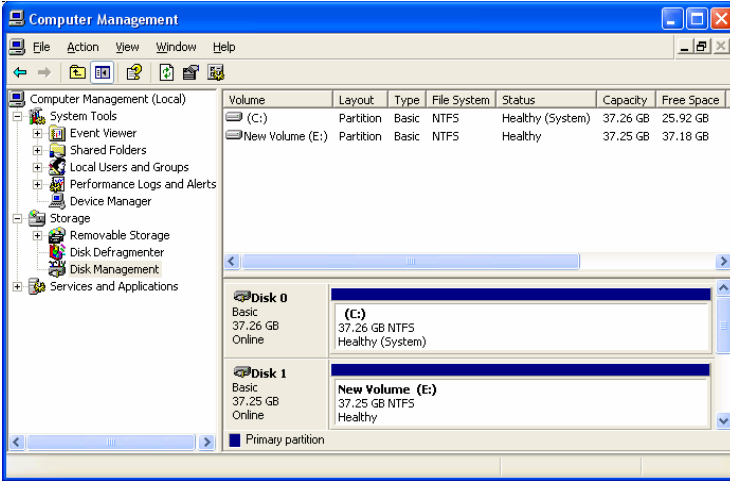 Computer Management
File Action View Window Help
Computer Management (Local)
System Tools
Event Viewer
Shared Folders
Local Users and Groups
Performance Logs and Alerts
Device Manager
Storage
Removable Storage
Disk Defragmenter
Disk Management
Services and Applications
Volume Layout Type File System Status Capacity Free Space
(C:) Partition Basic NTFS Healthy (System) 37.26 GB 25.92 GB
New Volume (E:) Partition Basic NTFS Healthy 37.25 GB 37.18 GB
Disk 0
Basic
37.26 GB
Online
(C:)
37.26 GB NTFS
Healthy (System)
Disk 1
Basic
37.25 GB
Online
New Volume (E:)
37.25 GB NTFS
Healthy
Primary partition